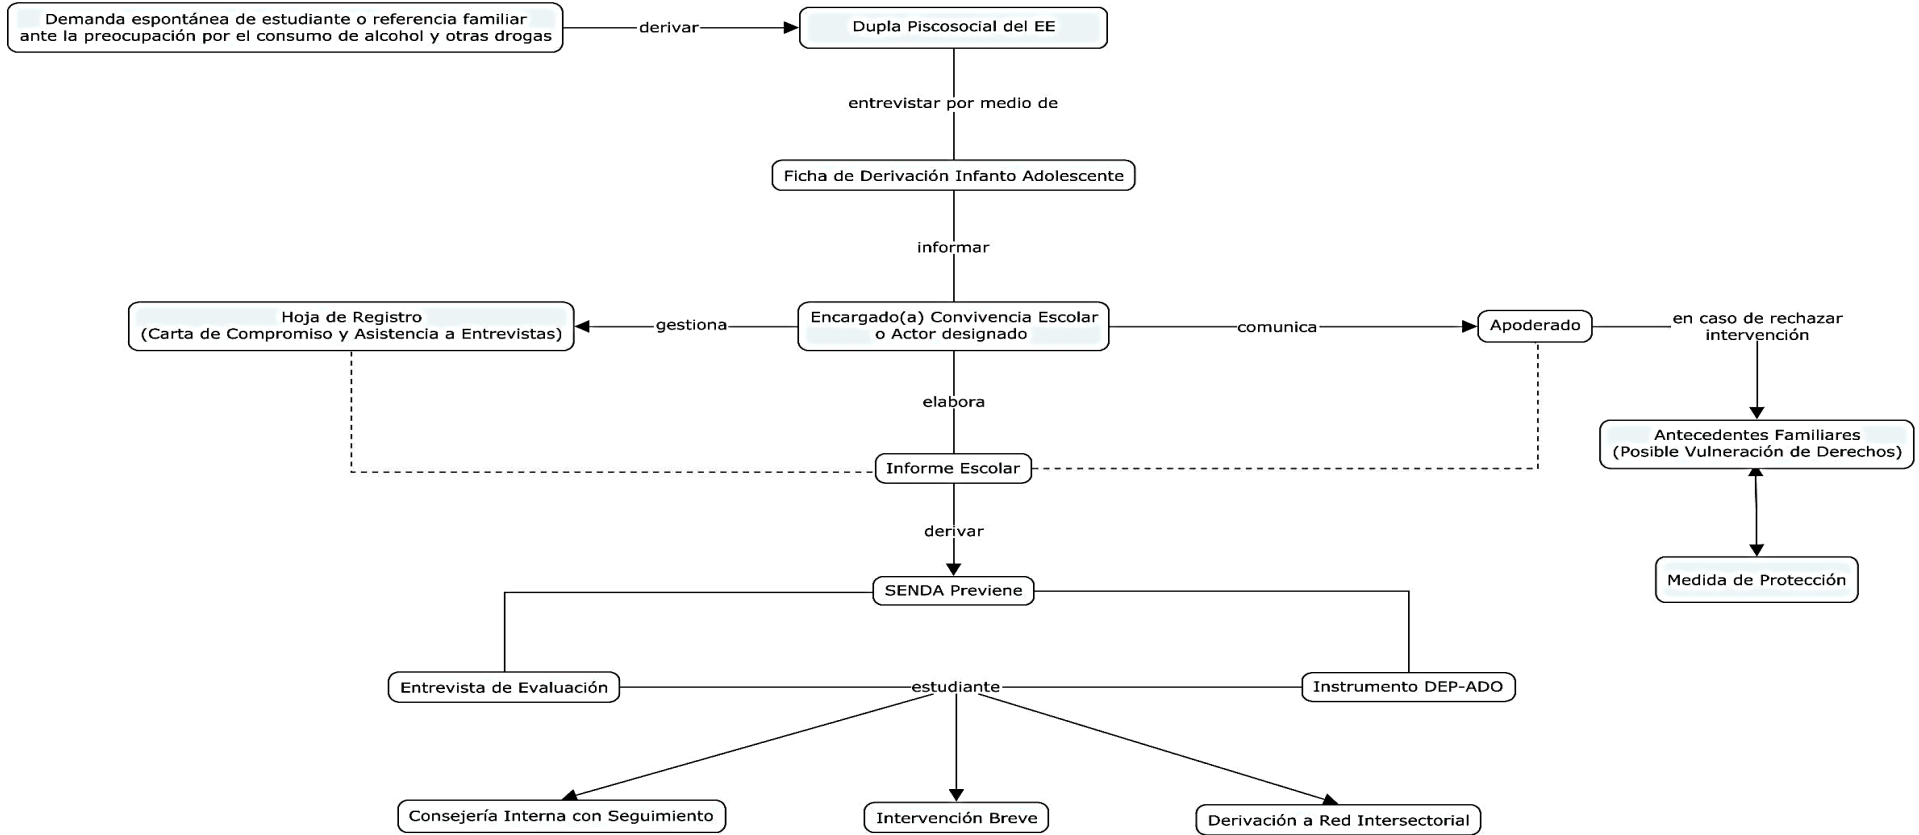 Demanda espontánea de estudiante o referencia familiar
ante la preocupación por el consumo de alcohol y otras drogas
derivar
Dupla Piscosocial del EE
entrevistar por medio de
Ficha de Derivación Infanto Adolescente
informar
Hoja de Registro
(Carta de Compromiso y Asistencia a Entrevistas)
gestiona
Encargado(a) Convivencia Escolar
o Actor designado
comunica
Apoderado
en caso de rechazar
intervención
elabora
Antecedentes Familiares
(Posible Vulneración de Derechos)
Informe Escolar
derivar
Medida de Protección
SENDA Previene
Entrevista de Evaluación
estudiante
Instrumento DEP-ADO
Consejería Interna con Seguimiento
Intervención Breve
Derivación a Red Intersectorial